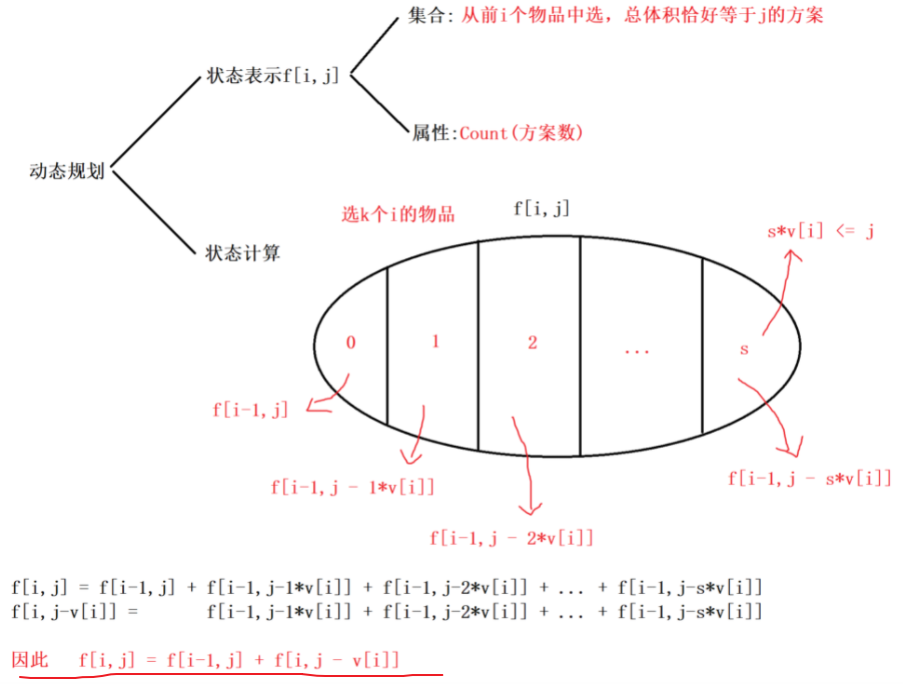 集合: 从前i个物品中选，总体积恰好等于j的方案
状态表示f[i,j]
属性:Count(方案数)
动态规划
状态计算
选k个i的物品
f[i,j]
s*v[i] <= j
0
1
2
...
s
f[i-1,j]
f[i-1,j - 1*v[i]]
f[i-1,j - 2*v[i]]
f[i-1,j - s*v[i]]
f[i,j] = f[i-1,j] + f[i-1,j-1*v[i]] + f[i-1,j-2*v[i]] + ... + f[i-1,j-s*v[i]]
f[i,j-v[i]] = f[i-1,j-1*v[i]] + f[i-1,j-2*v[i]] + ... + f[i-1,j-s*v[i]]
因此 f[i,j] = f[i-1,j] + f[i,j - v[i]]